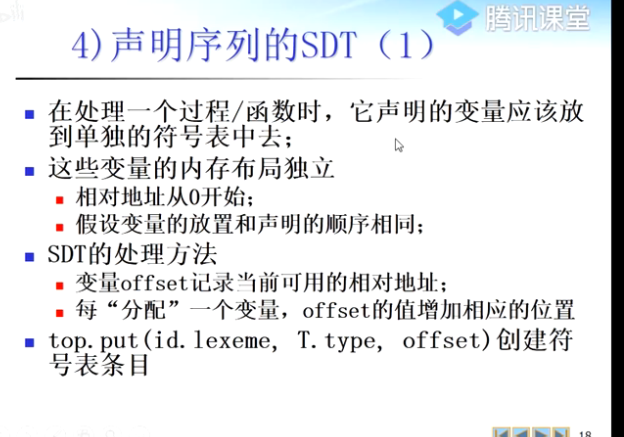 腾讯课堂
4)声明序列的SDT（1）
在处理一个过程/函数时，它声明的变量应该放
到单独的符号表中去；
这些变量的内存布局独立
相对地址从0开始；
假设变量的放置和声明的顺序相同；
SDT的处理方法
变量offset记录当前可用的相对地址；
每“分配”一个变量，offset的值增加相应的位置
top.put(id.lexeme, T.type, offset)创建符
号表条目
18